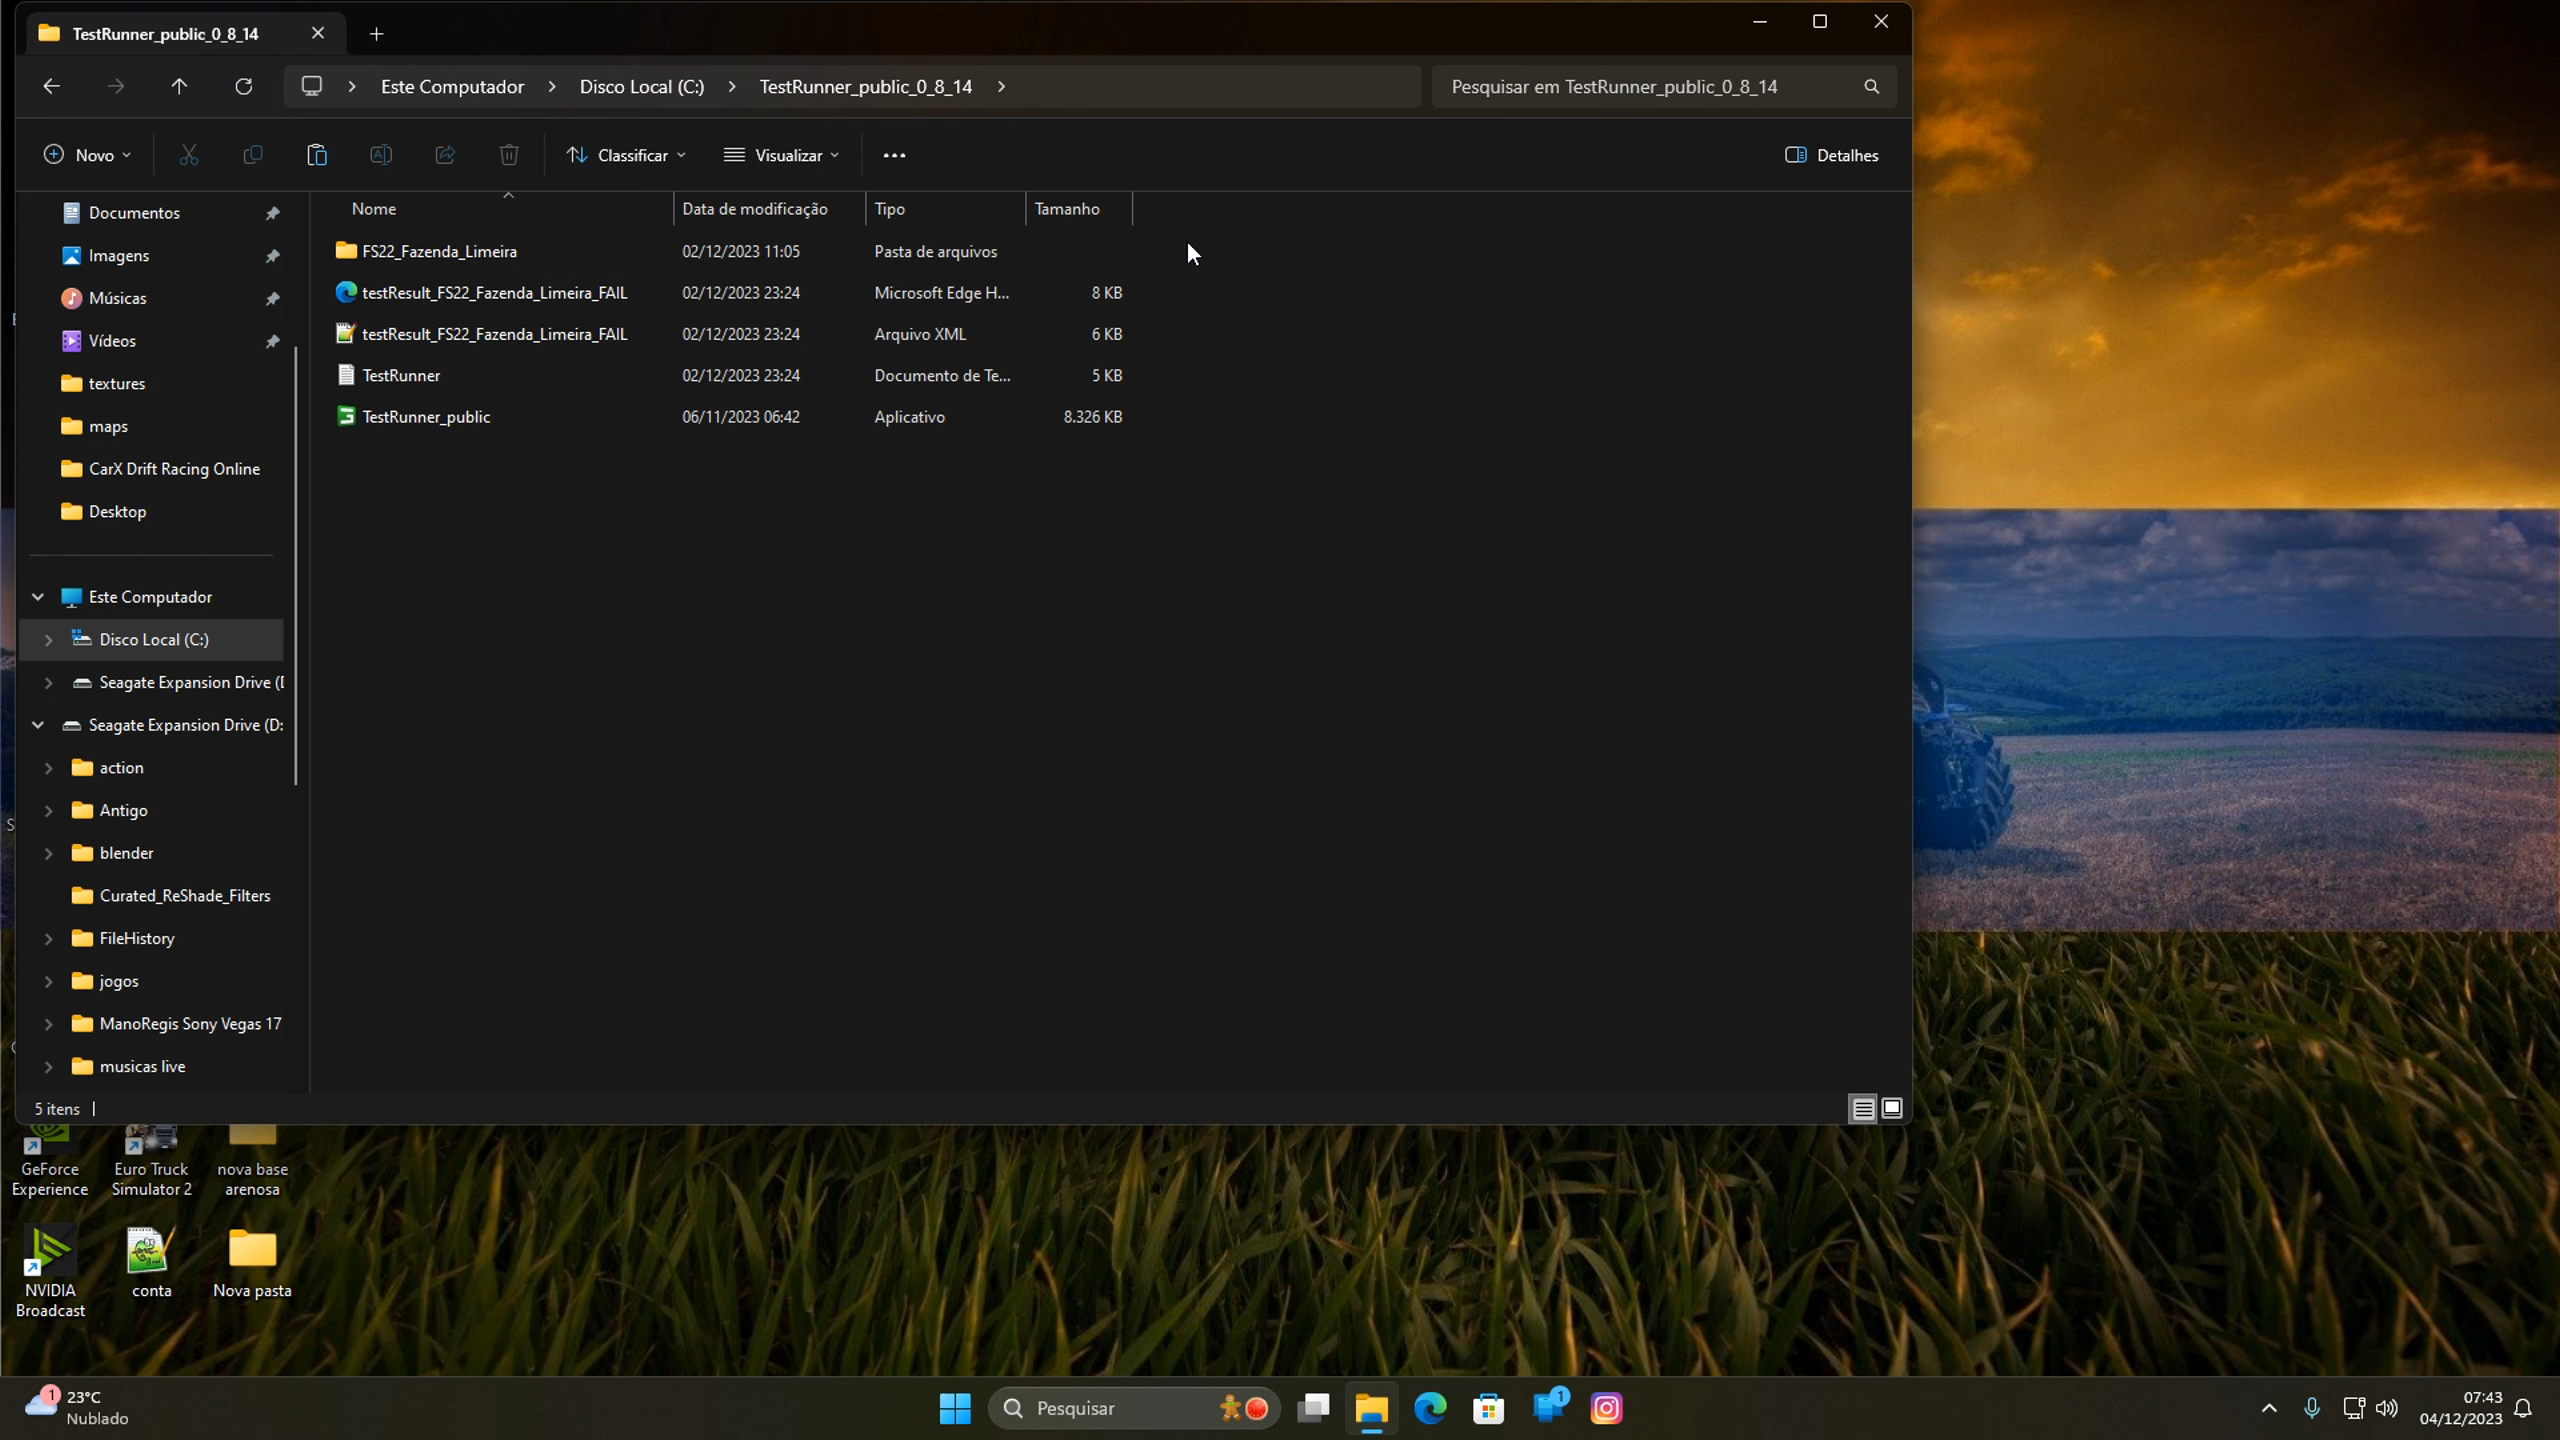 TestRunner_public_0_8_14
Este Computador
Disco Local (C:)
TestRunner_public_0_8_14
Pesquisar em TestRunner_public_0_8_14
Novo
Classificar
Visualizar
Detalhes
Nome
Data de modificação
Tipo
Tamanho
FS22_Fazenda_Limeira 02/12/2023 11:05 Pasta de arquivos
testResult_FS22_Fazenda_Limeira_FAIL 02/12/2023 23:24 Microsoft Edge H... 8 KB
testResult_FS22_Fazenda_Limeira_FAIL 02/12/2023 23:24 Arquivo XML 6 KB
TestRunner 02/12/2023 23:24 Documento de Te... 5 KB
TestRunner_public 06/11/2023 06:42 Aplicativo 8.326 KB
Documentos
Imagens
Músicas
Vídeos
textures
maps
CarX Drift Racing Online
Desktop
Este Computador
Disco Local (C:)
Seagate Expansion Drive (
Seagate Expansion Drive (D:
action
Antigo
blender
Curated_ReShade_Filters
FileHistory
jogos
ManoRegis Sony Vegas 17
musicas live
5 itens
GeForce
Experience
Euro Truck
Simulator 2
nova base
arenosa
NVIDIA
Broadcast
conta
Nova pasta
1
23°C
Nublado
Pesquisar
1
07:43
04/12/2023